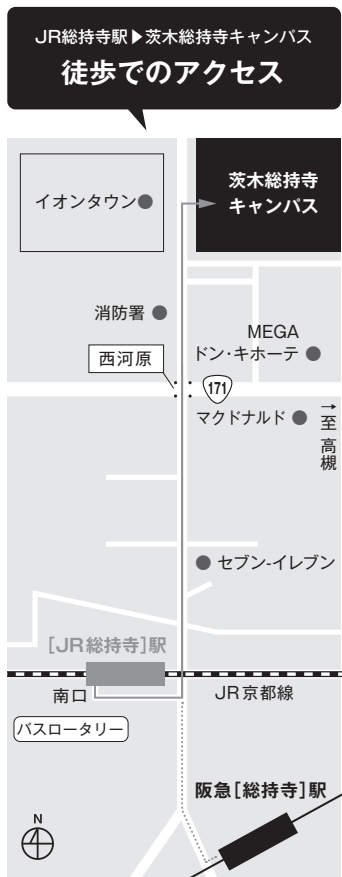 JR総持寺駅▶茨木総持寺キャンパス
徒歩でのアクセス
茨木総持寺
キャンパス
イオンタウン
消防署
MEGA
ドン・キホーテ
西河原
171
マクドナルド
→至 高槻
セブン-イレブン
[JR総持寺]駅
南口
JR京都線
バスロータリー
阪急[総持寺]駅
N